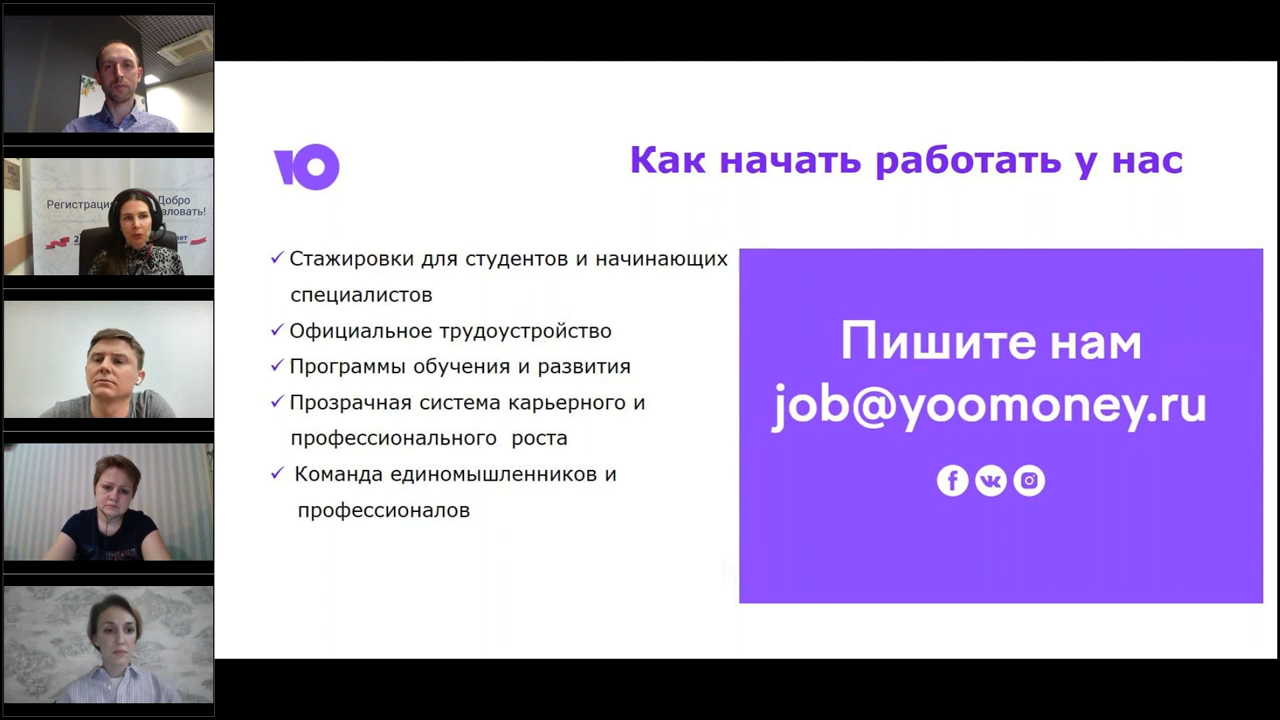 Регистрация
Добро
Как начать работать у нас
✓ Стажировки для студентов и начинающих
специалистов
✓ Официальное трудоустройство
✓ Программы обучения и развития
✓ Прозрачная система карьерного и
профессионального роста
✓ Команда единомышленников и
профессионалов
Пишите нам
job@yoomoney.ru